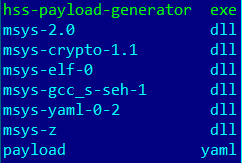 hss-payload-generator exe
msys-2.0 dll
msys-crypto-1.1 dll
msys-elf-0 dll
msys-gcc_s-seh-1 dll
msys-yaml-0-2 dll
msys-z dll
payload yaml